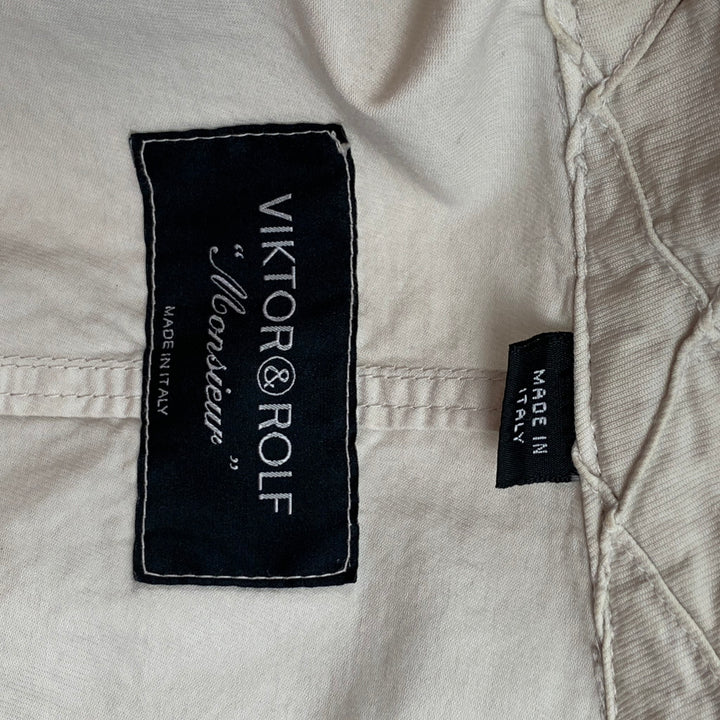 VIKTOR & ROLF
“Monsieur”
MADE IN ITALY
MADE IN
ITALY